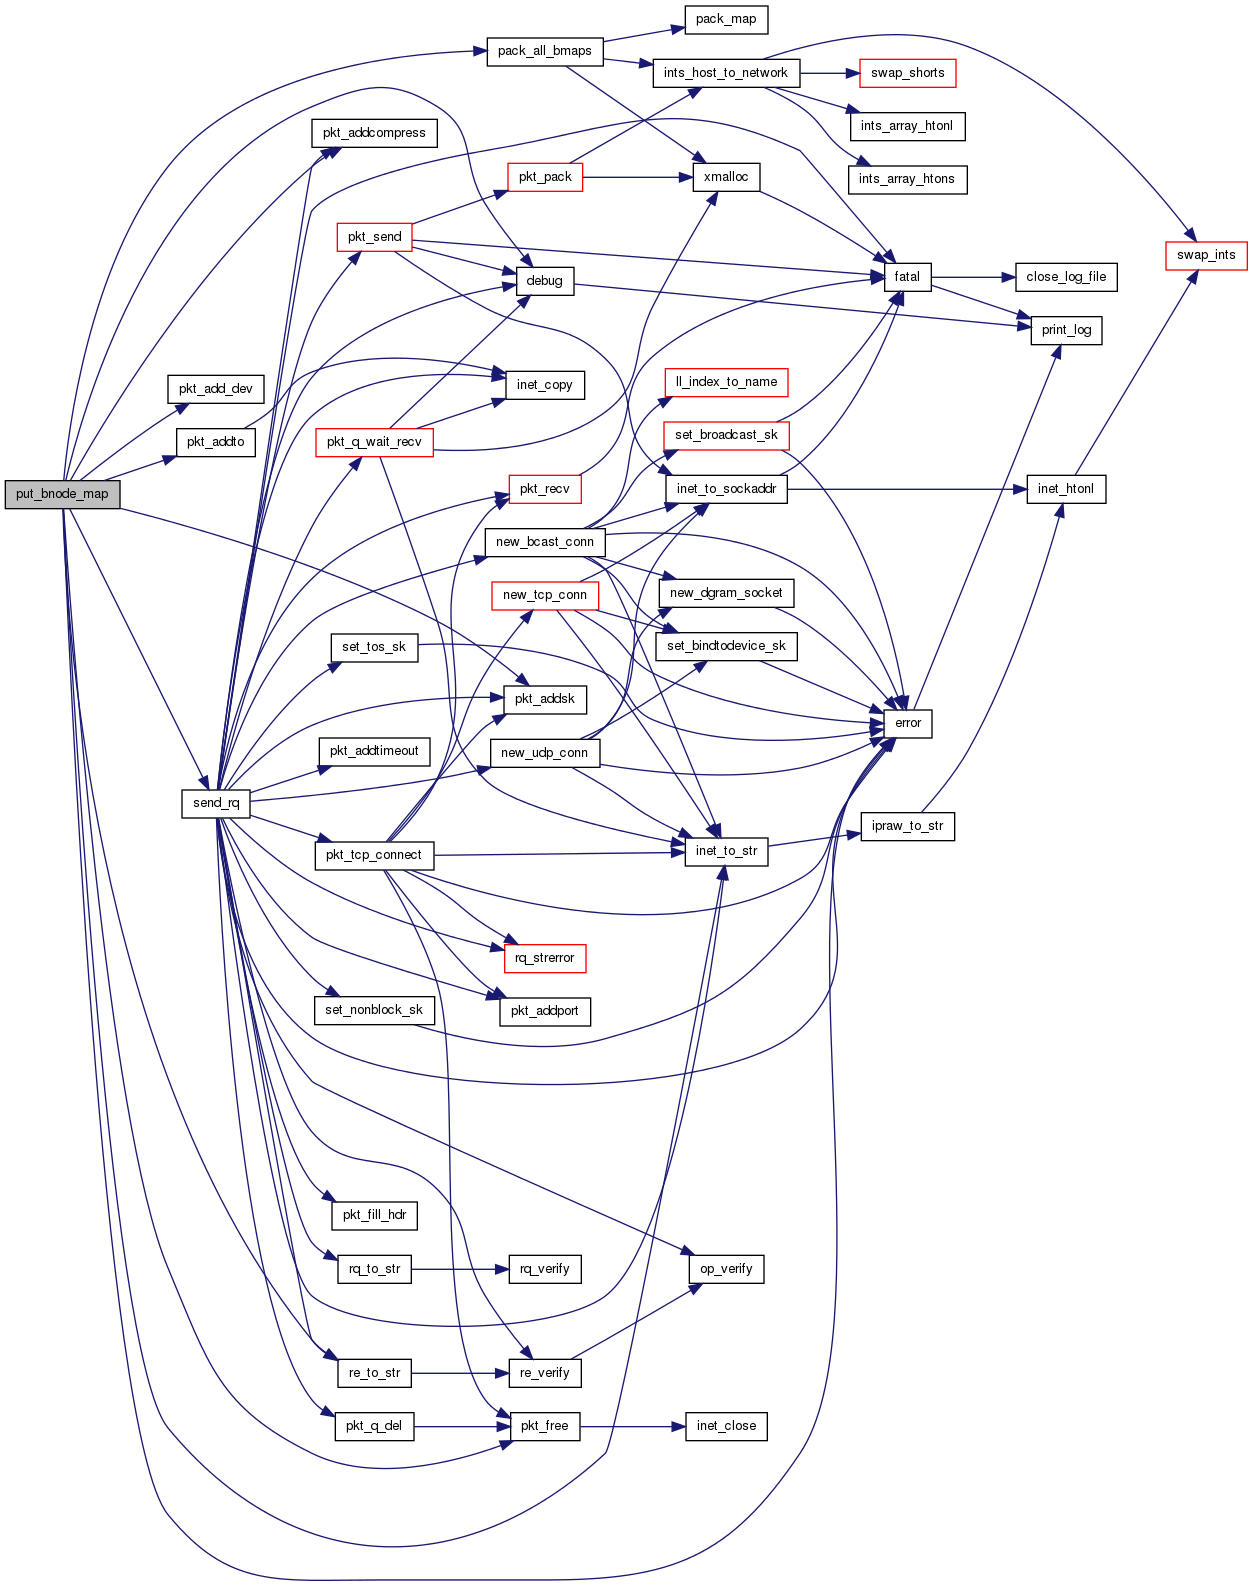 pack_map
pack_all_bmaps
ints_host_to_network
swap_shorts
pkt_addcompress
ints_array_htonl
pkt_pack
xmalloc
ints_array_htons
pkt_send
swap_ints
debug
fatal
close_log_file
print_log
pkt_add_dev
inet_copy
ll_index_to_name
pkt_addto
pkt_q_wait_recv
set_broadcast_sk
put_bnode_map
pkt_recv
inet_to_sockaddr
inet_htonl
new_bcast_conn
new_tcp_conn
new_dgram_socket
set_tos_sk
set_bindtodevice_sk
pkt_addsk
error
pkt_addtimeout
new_udp_conn
send_rq
ipraw_to_str
pkt_tcp_connect
inet_to_str
rq_strerror
set_nonblock_sk
pkt_addport
pkt_fill_hdr
rq_to_str
rq_verify
op_verify
re_to_str
re_verify
pkt_q_del
pkt_free
inet_close